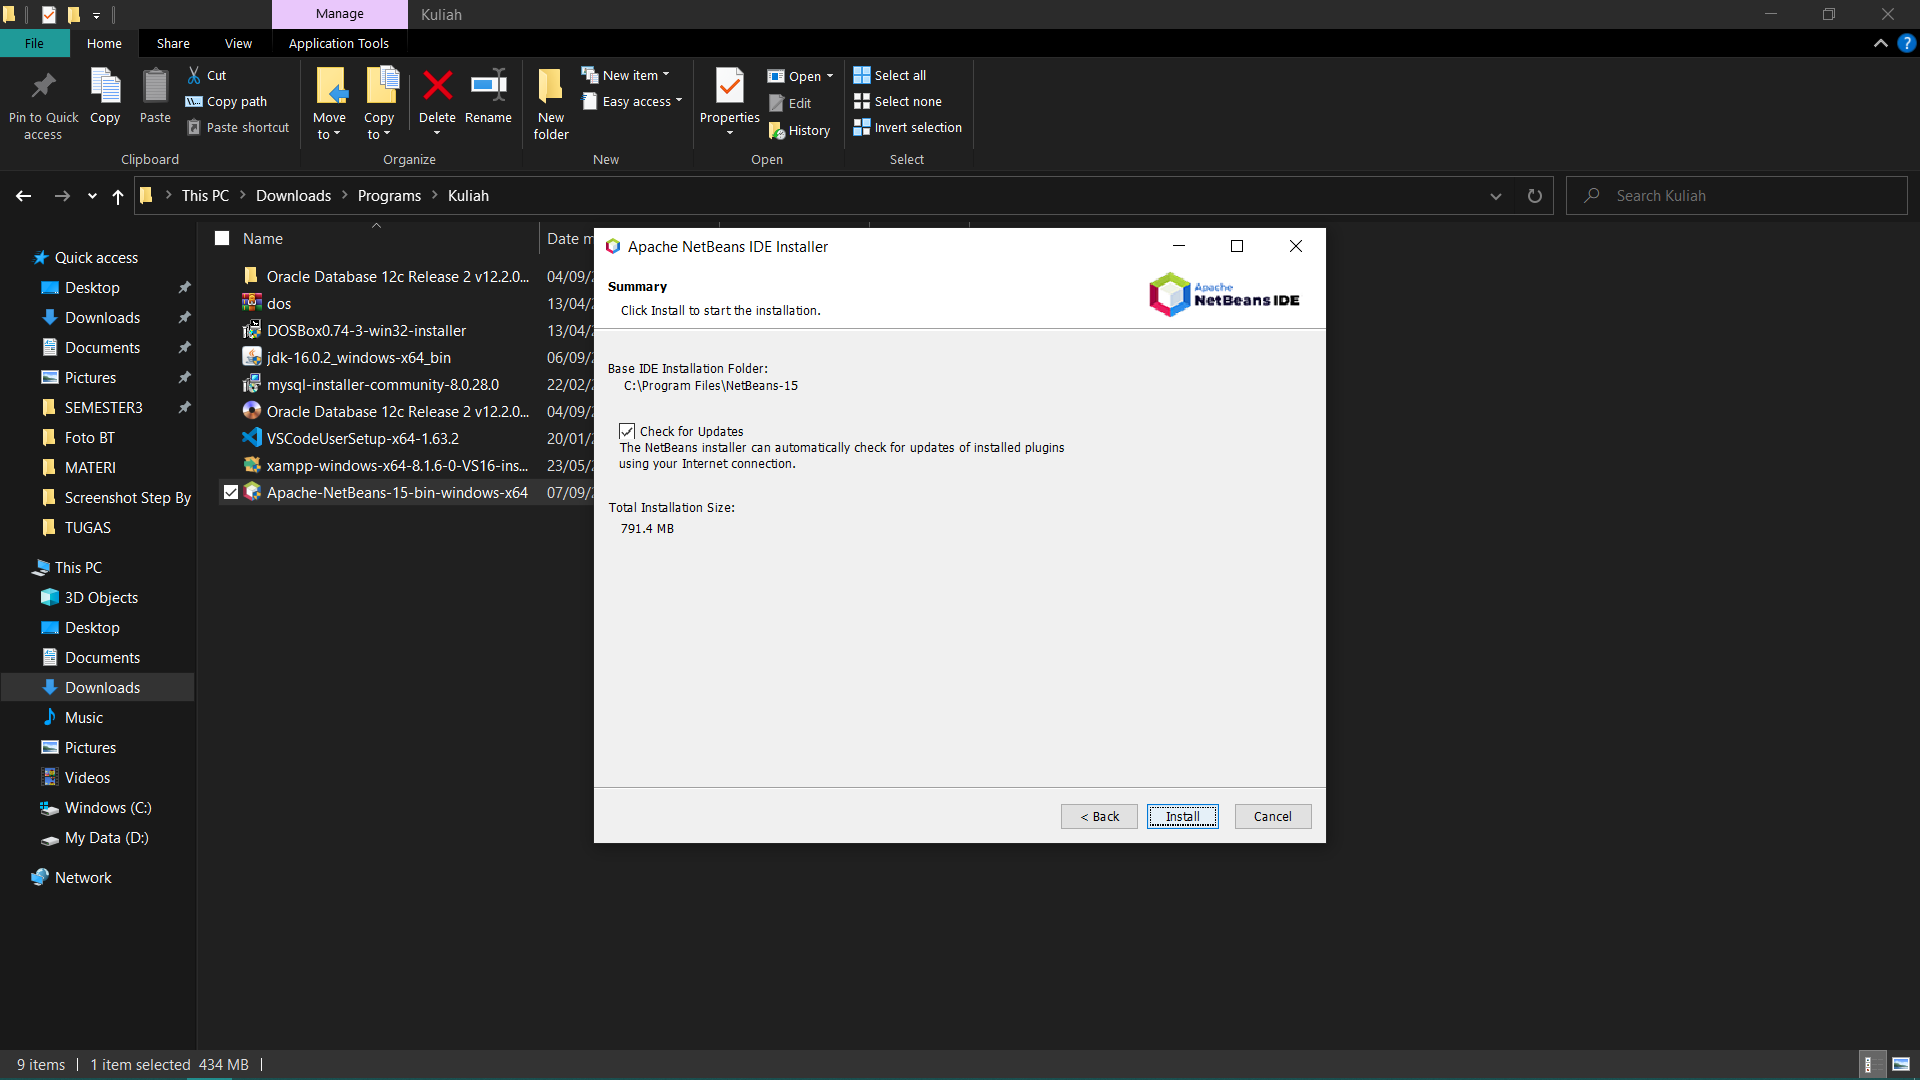 Manage
Kuliah
File
Home
Share
View
Application Tools
Pin to Quick access
Copy
Paste
Cut
Copy path
Paste shortcut
Clipboard
Move to
Copy to
Delete
Rename
Organize
New folder
New item
Easy access
New
Properties
Open
Edit
History
Open
Select all
Select none
Invert selection
Select
This PC
Downloads
Programs
Kuliah
Search Kuliah
Quick access
Desktop
Downloads
Documents
Pictures
SEMESTER3
Foto BT
MATERI
Screenshot Step By
TUGAS
This PC
3D Objects
Desktop
Documents
Downloads
Music
Pictures
Videos
Windows (C:)
My Data (D:)
Network
Name
Date m
Oracle Database 12c Release 2 v12.2.0... 04/09/
dos 13/04/
DOSBox0.74-3-win32-installer 13/04/
jdk-16.0.2_windows-x64_bin 06/09/
mysql-installer-community-8.0.28.0 22/02/
Oracle Database 12c Release 2 v12.2.0... 04/09/
VSCodeUserSetup-x64-1.63.2 20/01/
xampp-windows-x64-8.1.6-0-VS16-ins... 23/05/
Apache-NetBeans-15-bin-windows-x64 07/09/
Apache NetBeans IDE Installer
Summary
Click Install to start the installation.
Apache
NetBeans IDE
Base IDE Installation Folder:
C:\Program Files\NetBeans-15
Check for Updates
The NetBeans installer can automatically check for updates of installed plugins
using your Internet connection.
Total Installation Size:
791.4 MB
< Back
Install
Cancel
9 items
1 item selected 434 MB